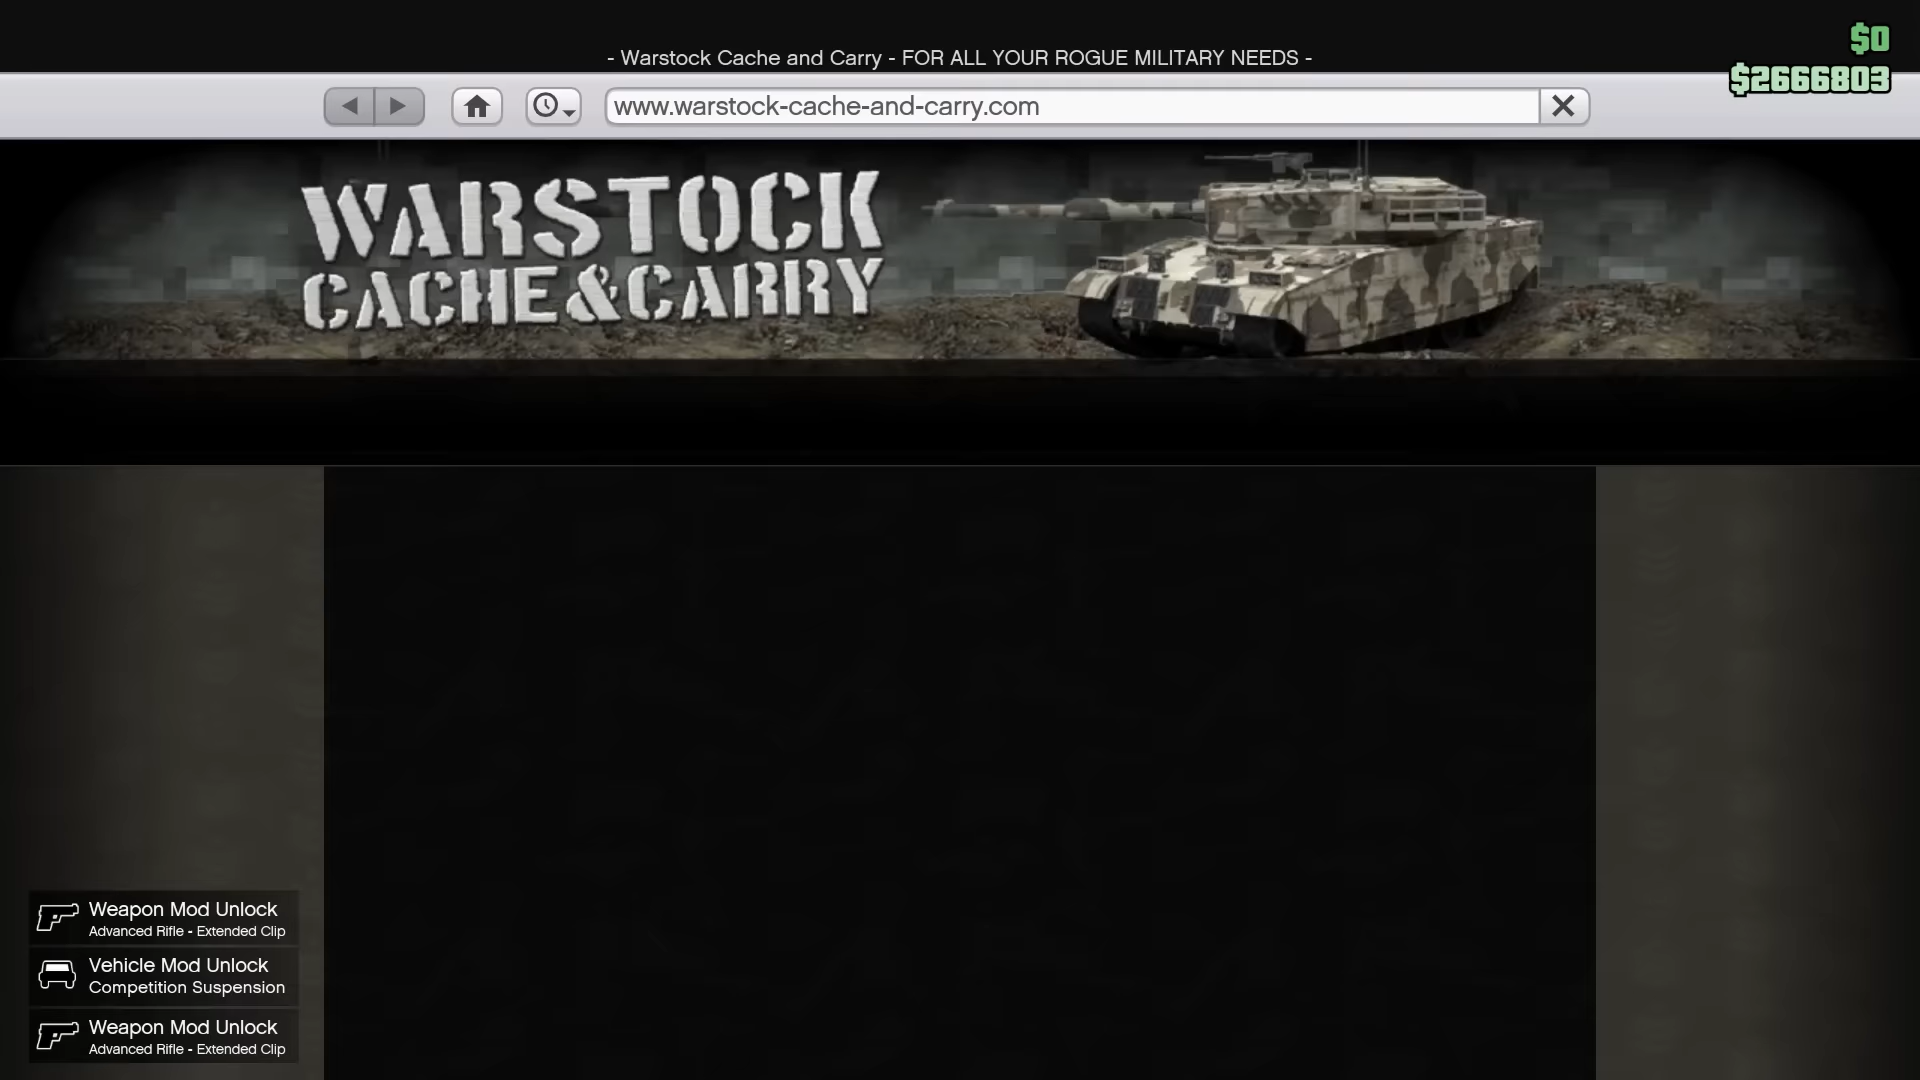 - Warstock Cache and Carry - FOR ALL YOUR ROGUE MILITARY NEEDS -
$0
$2666803
www.warstock-cache-and-carry.com
WARSTOCK
CACHE & CARRY
Weapon Mod Unlock
Advanced Rifle - Extended Clip
Vehicle Mod Unlock
Competition Suspension
Weapon Mod Unlock
Advanced Rifle - Extended Clip